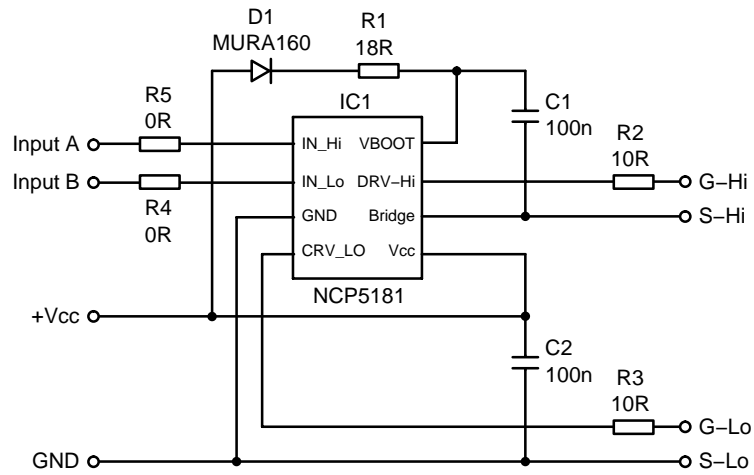 D1
MURA160
R1
18R
R5
0R
IC1
C1
100n
R2
10R
Input A
IN_Hi
VBOOT
Input B
IN_Lo
DRV–Hi
G–Hi
R4
0R
GND
Bridge
S–Hi
CRV_LO
Vcc
NCP5181
+Vcc
C2
100n
R3
10R
G–Lo
GND
S–Lo